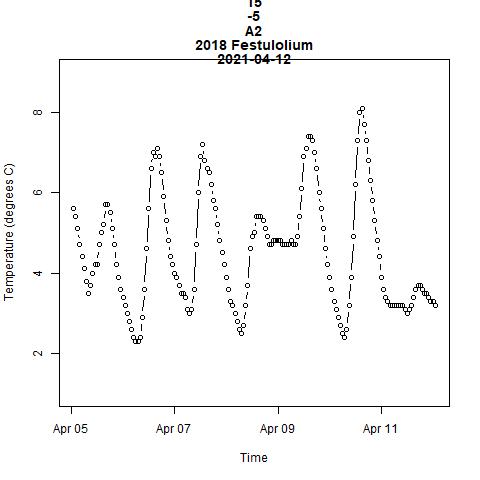 15
-5
A2
2018 Festulolium
2021-04-12
8
6
4
2
Temperature (degrees C)
Apr 05 Apr 07 Apr 09 Apr 11
Time